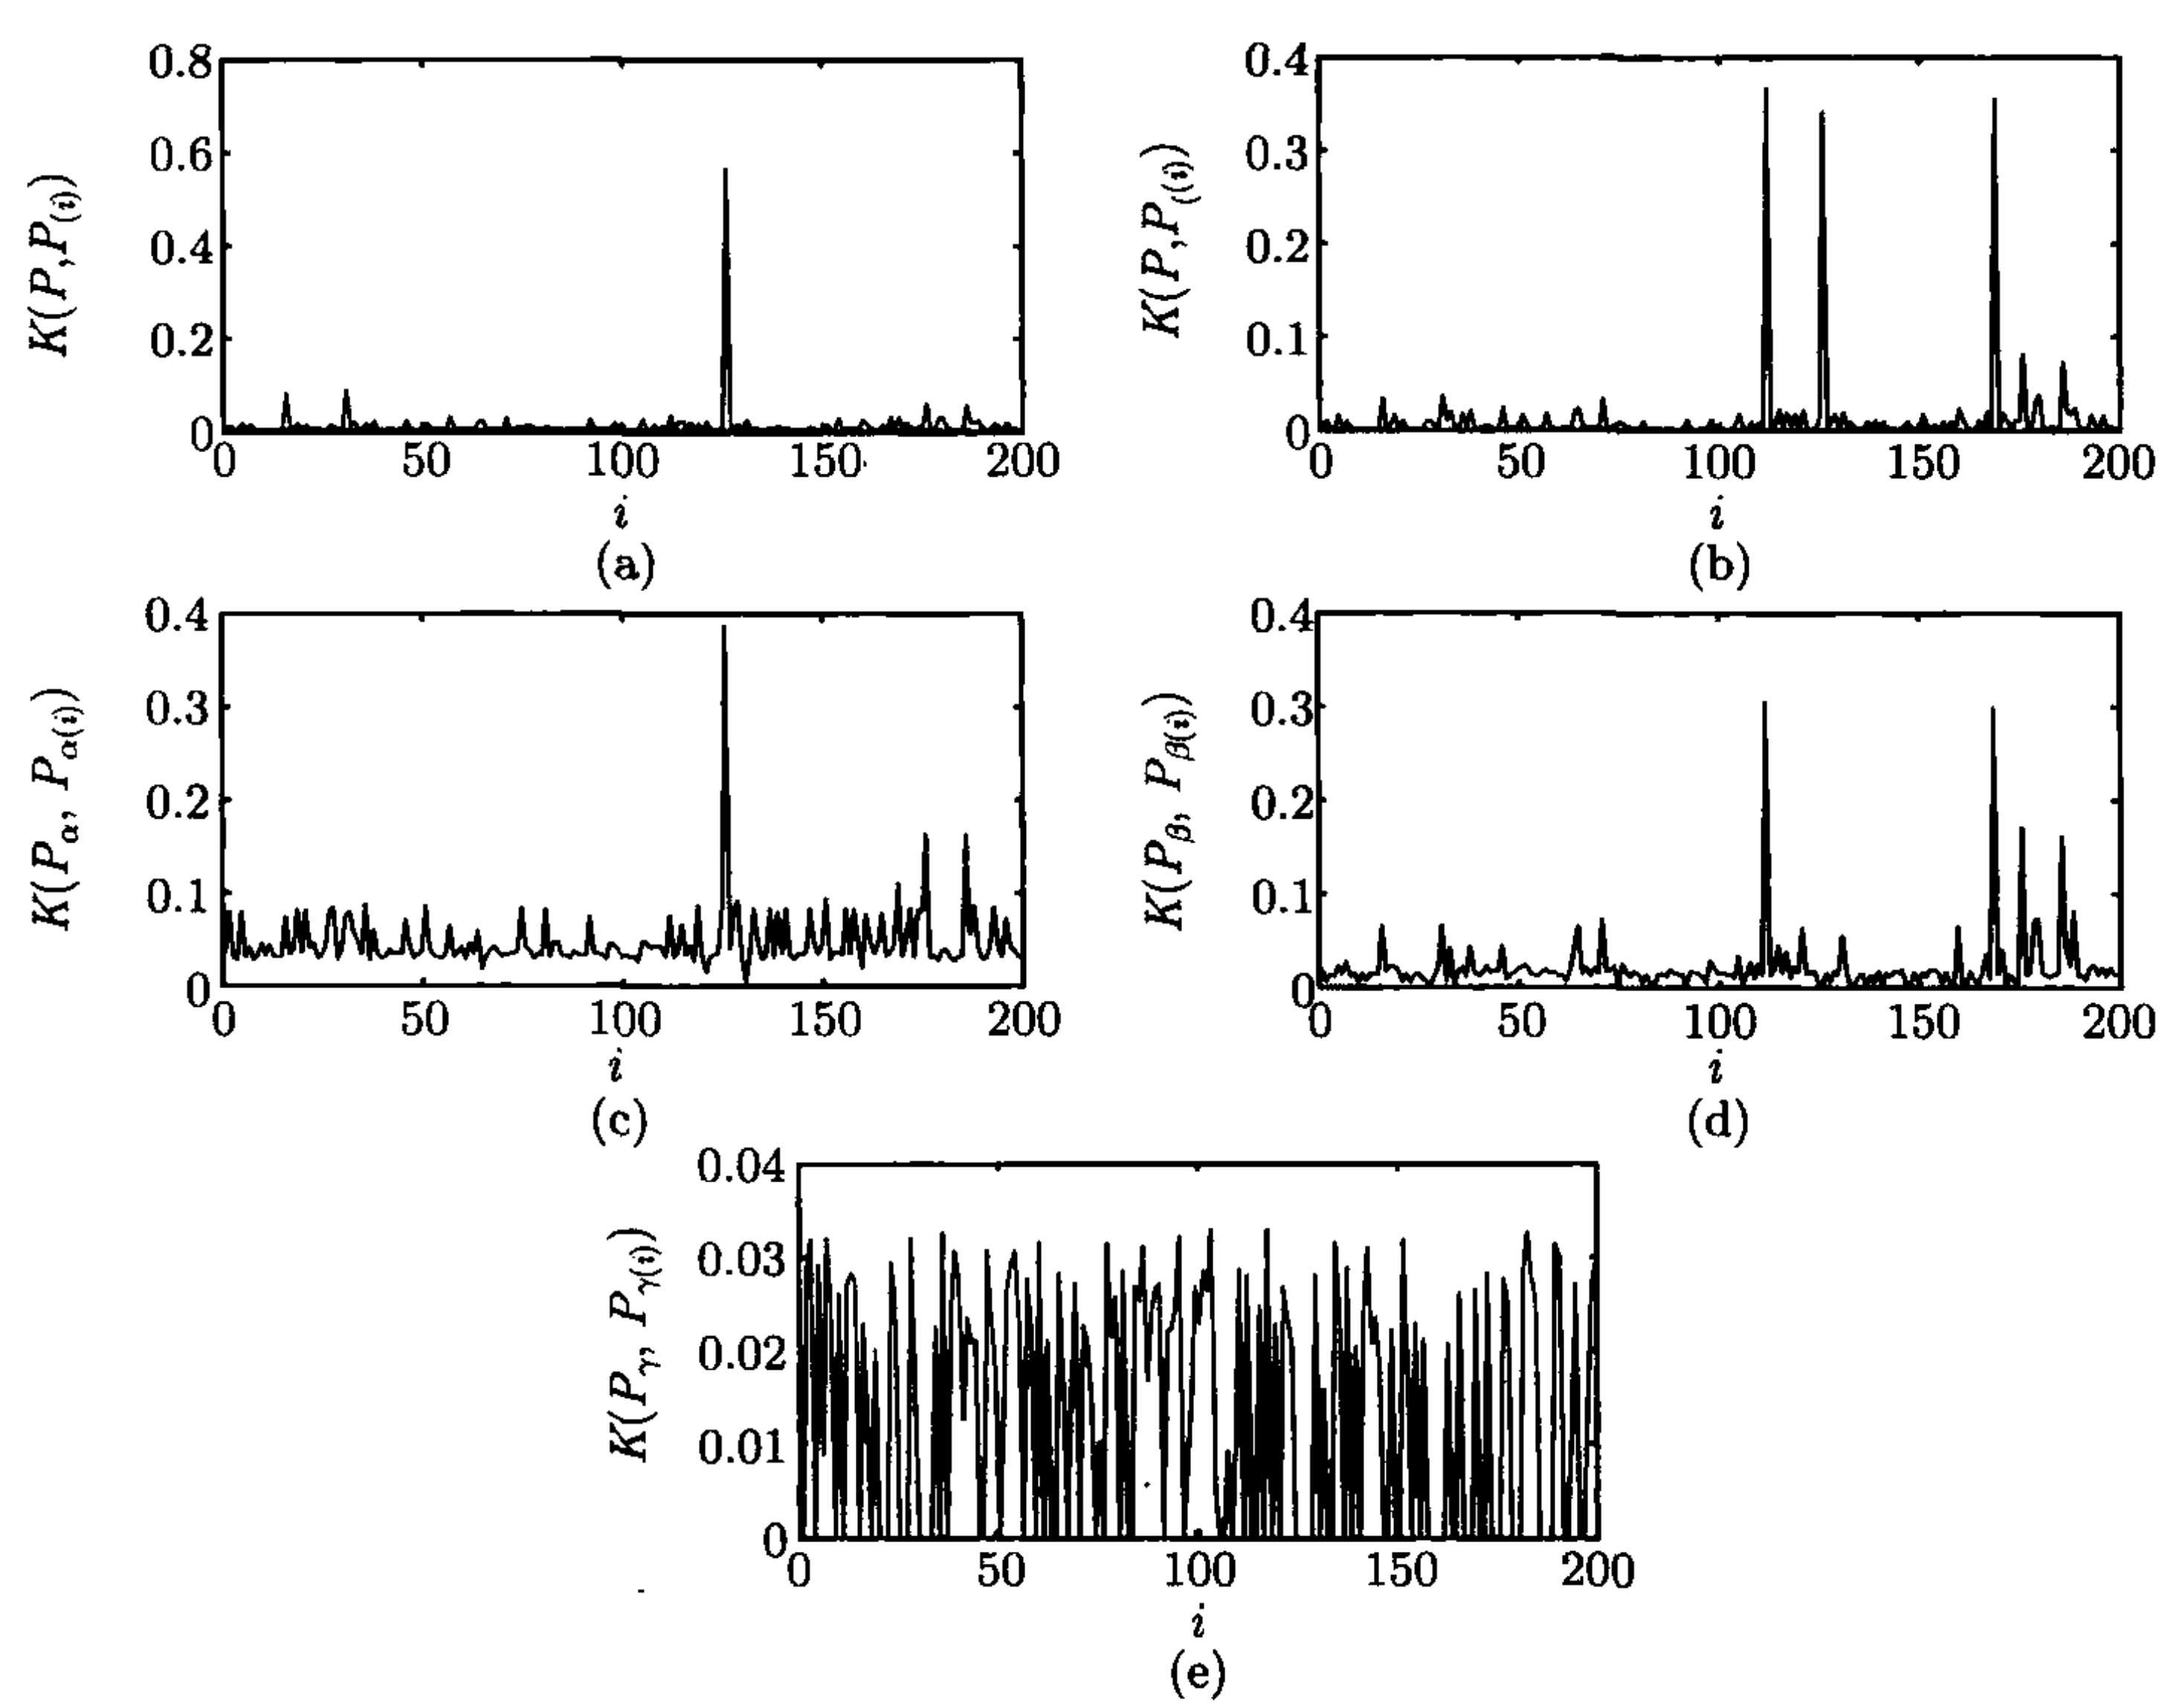 0.8
0.6
0.4
0.2
0
K(P,P(i))
0 50 100 150 200
i
(a)
0.4
0.3
0.2
0.1
0
K(P,P((i))
0 50 100 150 200
i
(b)
0.4
0.3
0.2
0.1
0
K(Pα, Pα(i))
0 50 100 150 200
i
(c)
0.4
0.3
0.2
0.1
0
K(Pβ, Pβ(i))
0 50 100 150 200
i
(d)
0.04
0.03
0.02
0.01
0
K(Pγ, Pγ(i))
0 50 100 150 200
i
(e)